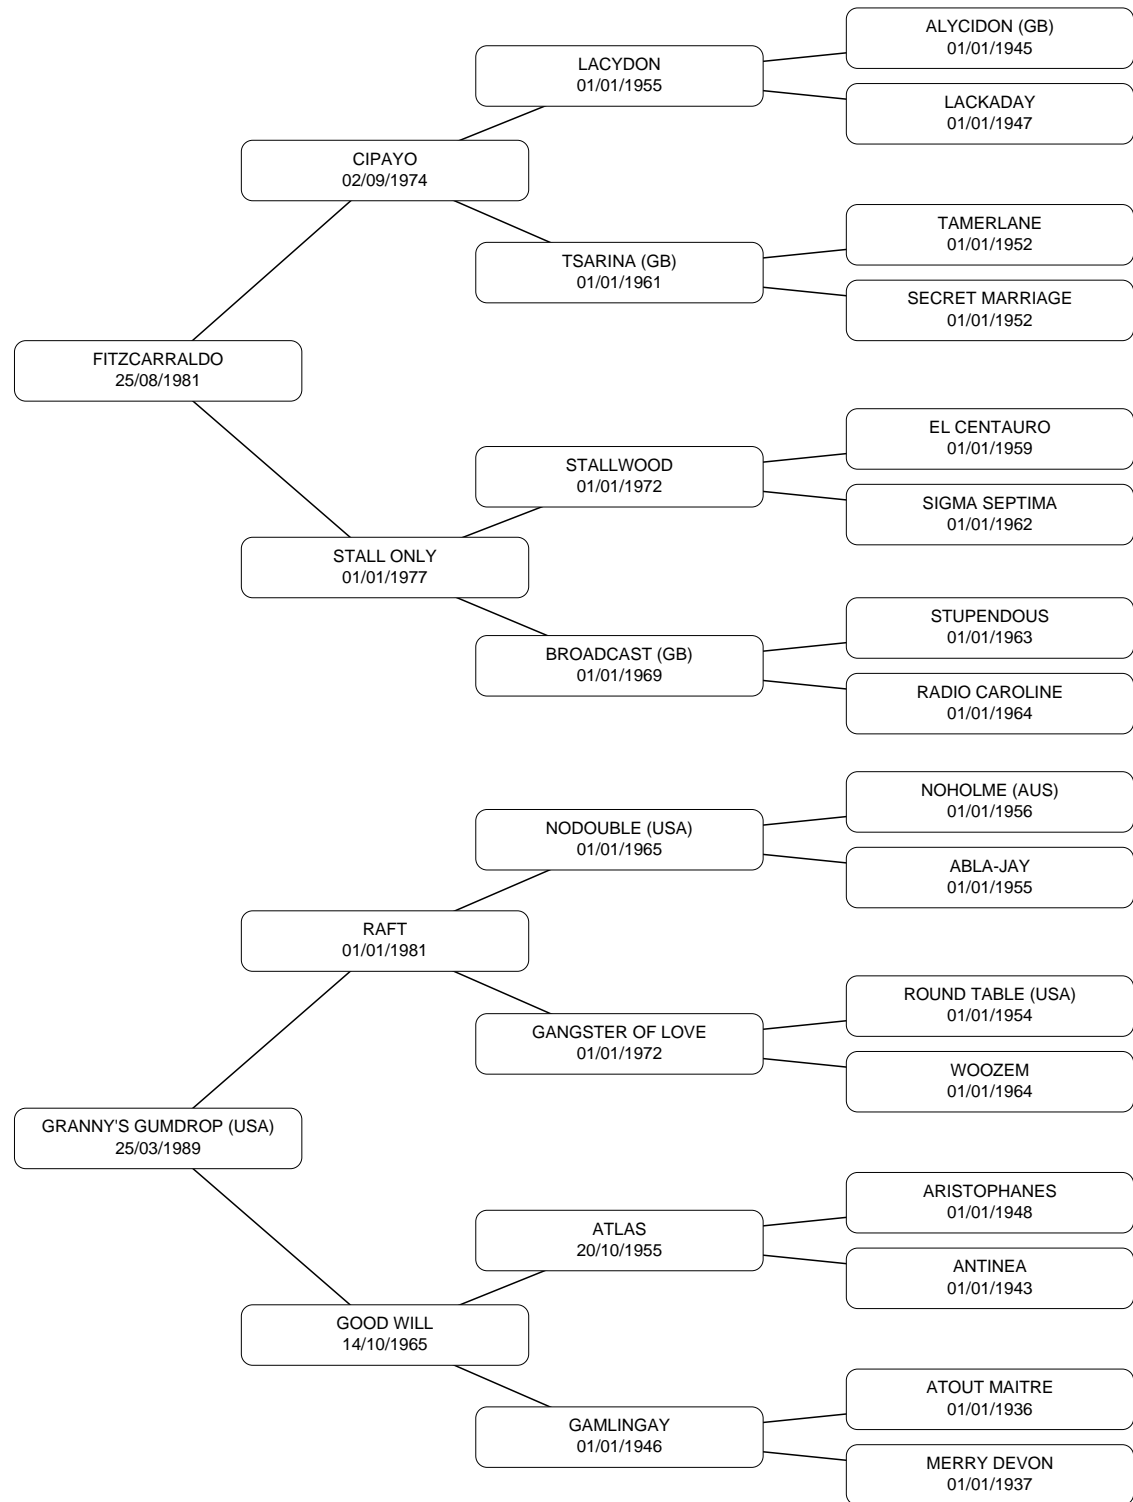 ALYCIDON (GB)
01/01/1945
LACYDON
01/01/1955
LACKADAY
01/01/1947
CIPAYO
02/09/1974
TAMERLANE
01/01/1952
TSARINA (GB)
01/01/1961
SECRET MARRIAGE
01/01/1952
FITZCARRALDO
25/08/1981
EL CENTAURO
01/01/1959
STALLWOOD
01/01/1972
SIGMA SEPTIMA
01/01/1962
STALL ONLY
01/01/1977
STUPENDOUS
01/01/1963
BROADCAST (GB)
01/01/1969
RADIO CAROLINE
01/01/1964
NOHOLME (AUS)
01/01/1956
NODOUBLE (USA)
01/01/1965
ABLA-JAY
01/01/1955
RAFT
01/01/1981
ROUND TABLE (USA)
01/01/1954
GANGSTER OF LOVE
01/01/1972
WOOZEM
01/01/1964
GRANNY'S GUMDROP (USA)
25/03/1989
ARISTOPHANES
01/01/1948
ATLAS
20/10/1955
ANTINEA
01/01/1943
GOOD WILL
14/10/1965
ATOUT MAITRE
01/01/1936
GAMLINGAY
01/01/1946
MERRY DEVON
01/01/1937